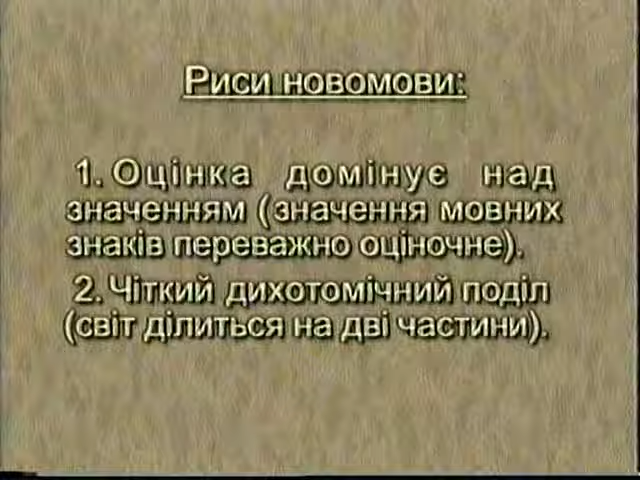 Риси новомови:
1. Оцінка домінує над
значенням (значення мовних
знаків переважно оціночне).
2. Чіткий дихотомічний поділ
(світ ділиться на дві частини).